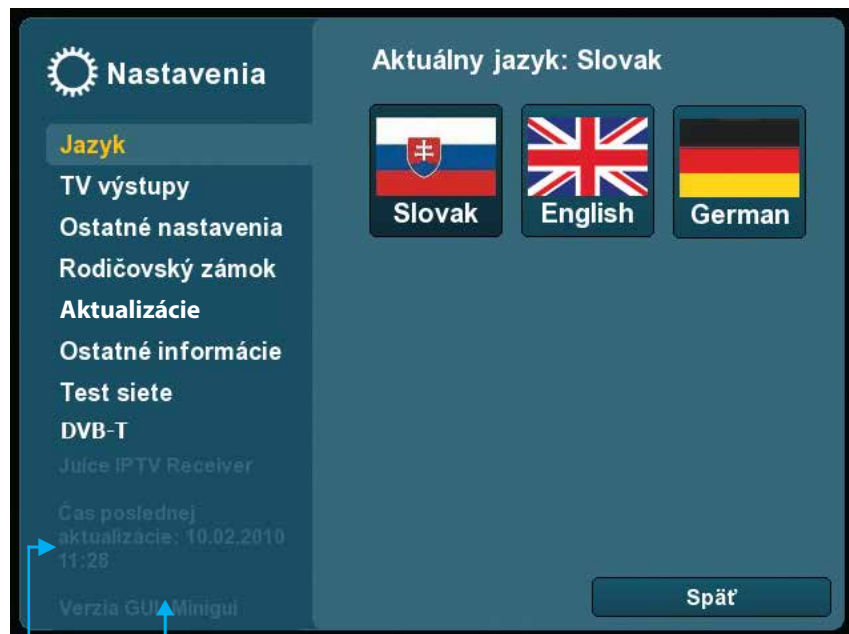 Nastavenia
Jazyk
TV výstupy
Ostatné nastavenia
Rodičovský zámok
Aktualizácie
Ostatné informácie
Test siete
DVB-T
Juice IPTV Receiver
Čas poslednej
aktualizácie: 10.02.2010
11:28
Verzia GUI Minigui
Aktuálny jazyk: Slovak
Slovak
English
German
Späť